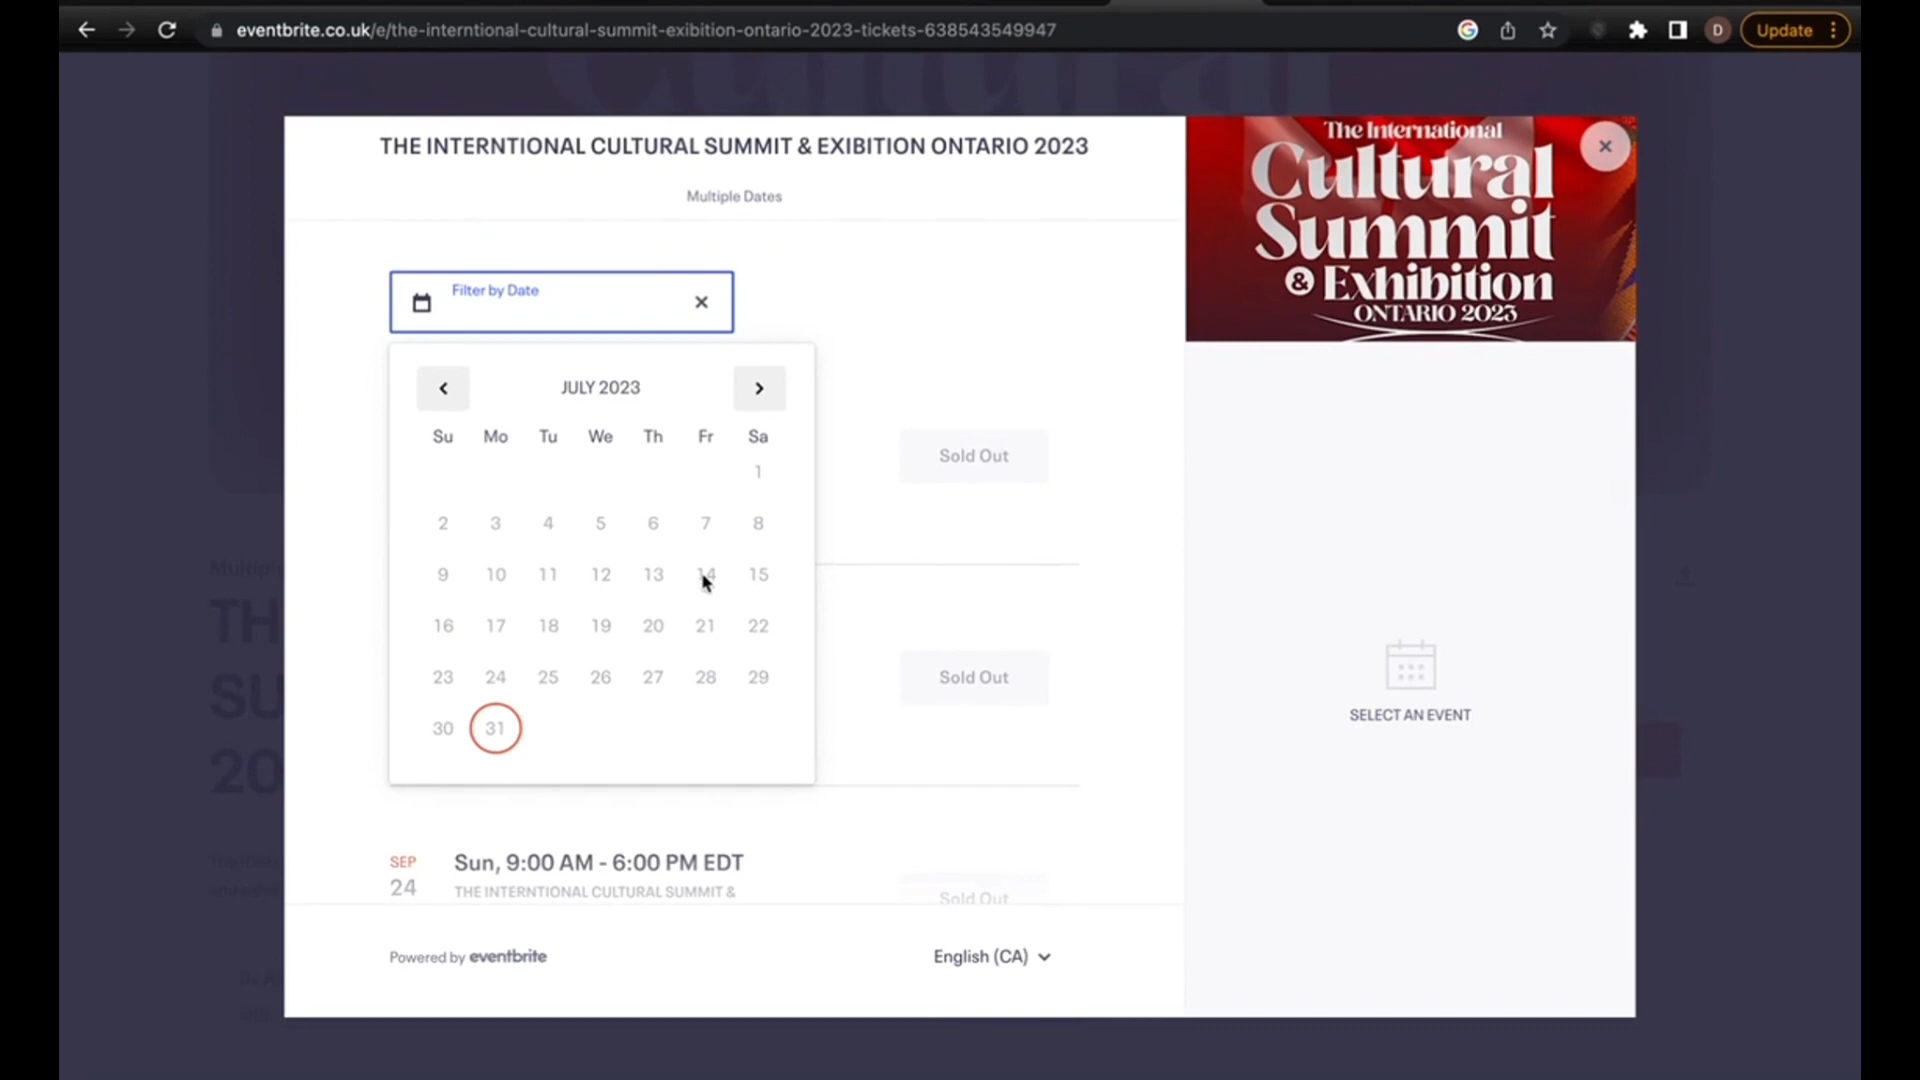 eventbrite.co.uk/e/the-interntional-cultural-summit-exibition-ontario-2023-tickets-638543549947
D
Update
THE INTERNTIONAL CULTURAL SUMMIT & EXIBITION ONTARIO 2023
Multiple Dates
The International
Cultural
Summit
& Exhibition
ONTARIO 2023
Filter by Date
JULY 2023
Su Mo Tu We Th Fr Sa
1
2 3 4 5 6 7 8
9 10 11 12 13 14 15
16 17 18 19 20 21 22
23 24 25 26 27 28 29
30 31
Sold Out
Sold Out
SELECT AN EVENT
SEP
24
Sun, 9:00 AM - 6:00 PM EDT
THE INTERNTIONAL CULTURAL SUMMIT &
Sold Out
Powered by eventbrite
English (CA)
Cultural
TH
SU
20